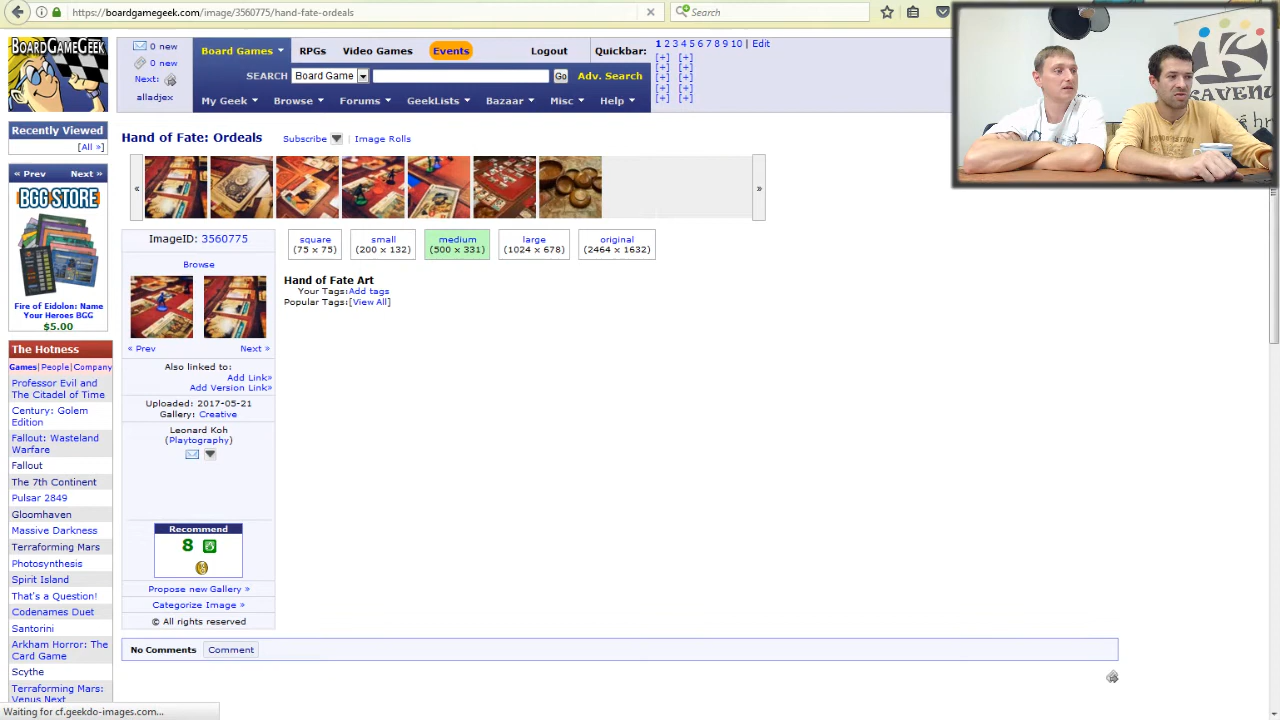 https://boardgamegeek.com/image/3560775/hand-fate-ordeals
Search
BOARDGAMEGEEK
0 new
0 new
Next:
alladjex
Board Games
RPGs
Video Games
Events
Logout
Quickbar:
1 2 3 4 5 6 7 8 9 10 | Edit
[+] [+]
[+] [+]
[+] [+]
[+] [+]
[+] [+]
SEARCH
Board Game
Go
Adv. Search
My Geek
Browse
Forums
GeekLists
Bazaar
Misc
Help
Recently Viewed
[All »]
« Prev
Next »
BGG STORE
Fire of Eidolon: Name
Your Heroes BGG
$5.00
The Hotness
Games|People|Company
Professor Evil and
The Citadel of Time
Century: Golem
Edition
Fallout: Wasteland
Warfare
Fallout
The 7th Continent
Pulsar 2849
Gloomhaven
Massive Darkness
Terraforming Mars
Photosynthesis
Spirit Island
That's a Question!
Codenames Duet
Santorini
Arkham Horror: The
Card Game
Scythe
Terraforming Mars:
Venus Next
Hand of Fate: Ordeals
Subscribe
Image Rolls
«
»
ImageID: 3560775
Browse
« Prev
Next »
Also linked to:
Add Link»
Add Version Link»
Uploaded: 2017-05-21
Gallery: Creative
Leonard Koh
(Playtography)
Recommend
8
Propose new Gallery »
Categorize Image »
© All rights reserved
square
(75 x 75)
small
(200 x 132)
medium
(500 x 331)
large
(1024 x 678)
original
(2464 x 1632)
Hand of Fate Art
Your Tags:Add tags
Popular Tags:[View All]
No Comments
Comment
Waiting for cf.geekdo-images.com...